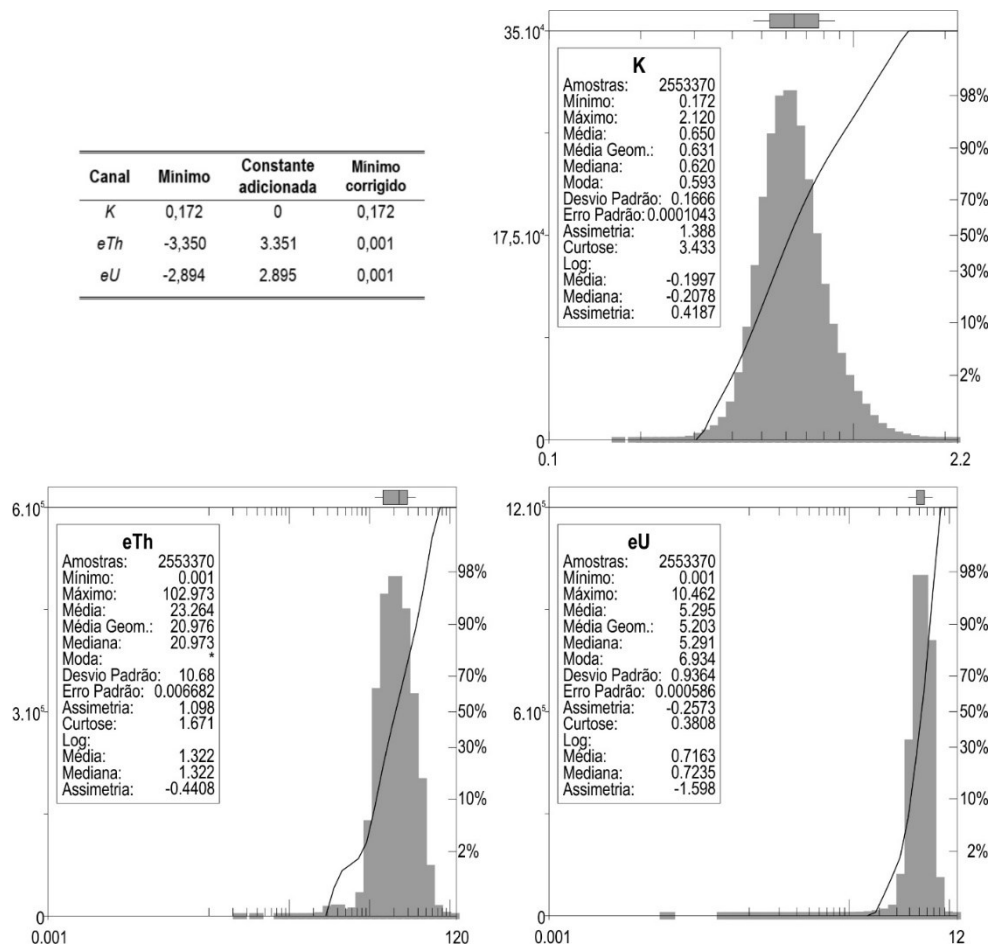 Canal Mínimo Constante adicionada Mínimo corrigido
K 0,172 0 0,172
eTh -3,350 3.351 0,001
eU -2,894 2.895 0,001
35.10⁴
17,5.10⁴
0
K
Amostras: 2553370
Mínimo: 0.172
Máximo: 2.120
Média: 0.650
Média Geom.: 0.631
Mediana: 0.620
Moda: 0.593
Desvio Padrão: 0.1666
Erro Padrão: 0.0001043
Assimetria: 1.388
Curtose: 3.433
Log:
Média: -0.1997
Mediana: -0.2078
Assimetria: 0.4187
98%
90%
70%
50%
30%
10%
2%
0.1 2.2
6.10⁵
3.10⁵
0
eTh
Amostras: 2553370
Mínimo: 0.001
Máximo: 102.973
Média: 23.264
Média Geom.: 20.976
Mediana: 20.973
Moda: *
Desvio Padrão: 10.68
Erro Padrão: 0.006682
Assimetria: 1.098
Curtose: 1.671
Log:
Média: 1.322
Mediana: 1.322
Assimetria: -0.4408
98%
90%
70%
50%
30%
10%
2%
0.001 120
12.10⁵
6.10⁵
0
eU
Amostras: 2553370
Mínimo: 0.001
Máximo: 10.462
Média: 5.295
Média Geom.: 5.203
Mediana: 5.291
Moda: 6.934
Desvio Padrão: 0.9364
Erro Padrão: 0.000586
Assimetria: -0.2573
Curtose: 0.3808
Log:
Média: 0.7163
Mediana: 0.7235
Assimetria: -1.598
98%
90%
70%
50%
30%
10%
2%
0.001 12